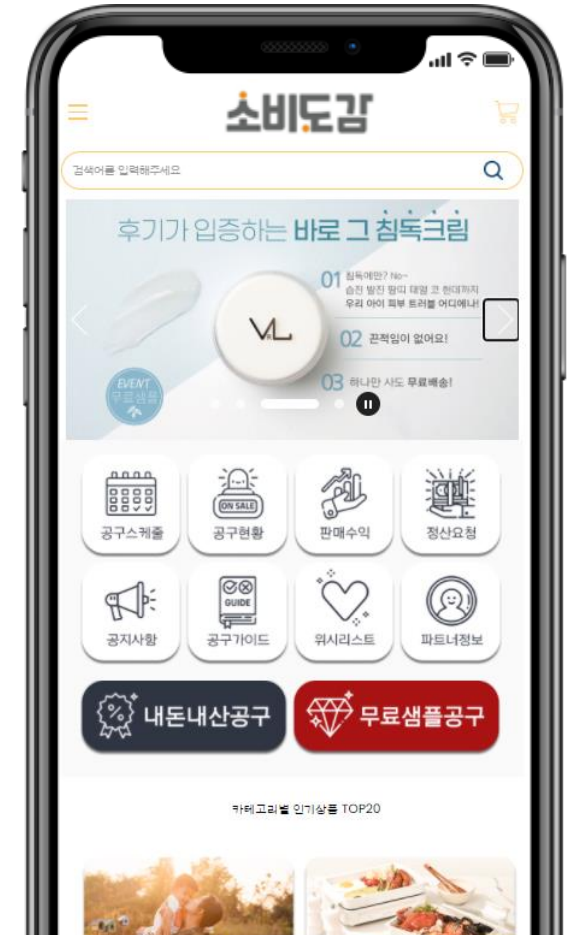 소비도감
검색어를 입력해주세요
후기가 입증하는 바로 그 침독크림
01 침독에만? No~
승진 발진 땀띠 태열 코 헌데까지
우리 아이 피부 트러블 어디에나!
VL
02 끈적임이 없어요!
EVENT
무료샘플
03 하나만 사도 무료배송!
ON SALE
공구스케줄 공구현황 판매수익 정산요청
GUIDE
공지사항 공구가이드 위시리스트 파트너정보
내돈내산공구 무료샘플공구
카테고리별 인기상품 TOP20